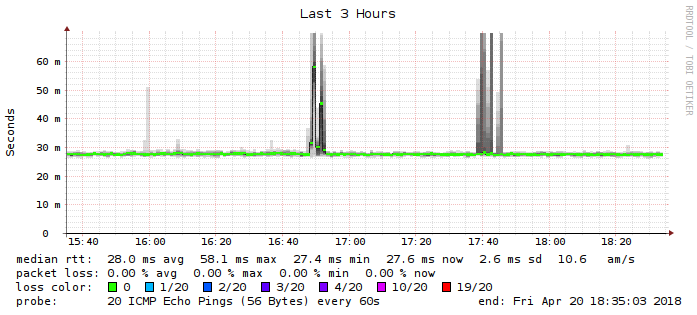 Last 3 Hours
RRDTOOL / TOBI OETIKER
Seconds
60 m
50 m
40 m
30 m
20 m
10 m
0
15:40 16:00 16:20 16:40 17:00 17:20 17:40 18:00 18:20
median rtt: 28.0 ms avg 58.1 ms max 27.4 ms min 27.6 ms now 2.6 ms sd 10.6 am/s
packet loss: 0.00 % avg 0.00 % max 0.00 % min 0.00 % now
loss color: 0 1/20 2/20 3/20 4/20 10/20 19/20
probe: 20 ICMP Echo Pings (56 Bytes) every 60s end: Fri Apr 20 18:35:03 2018